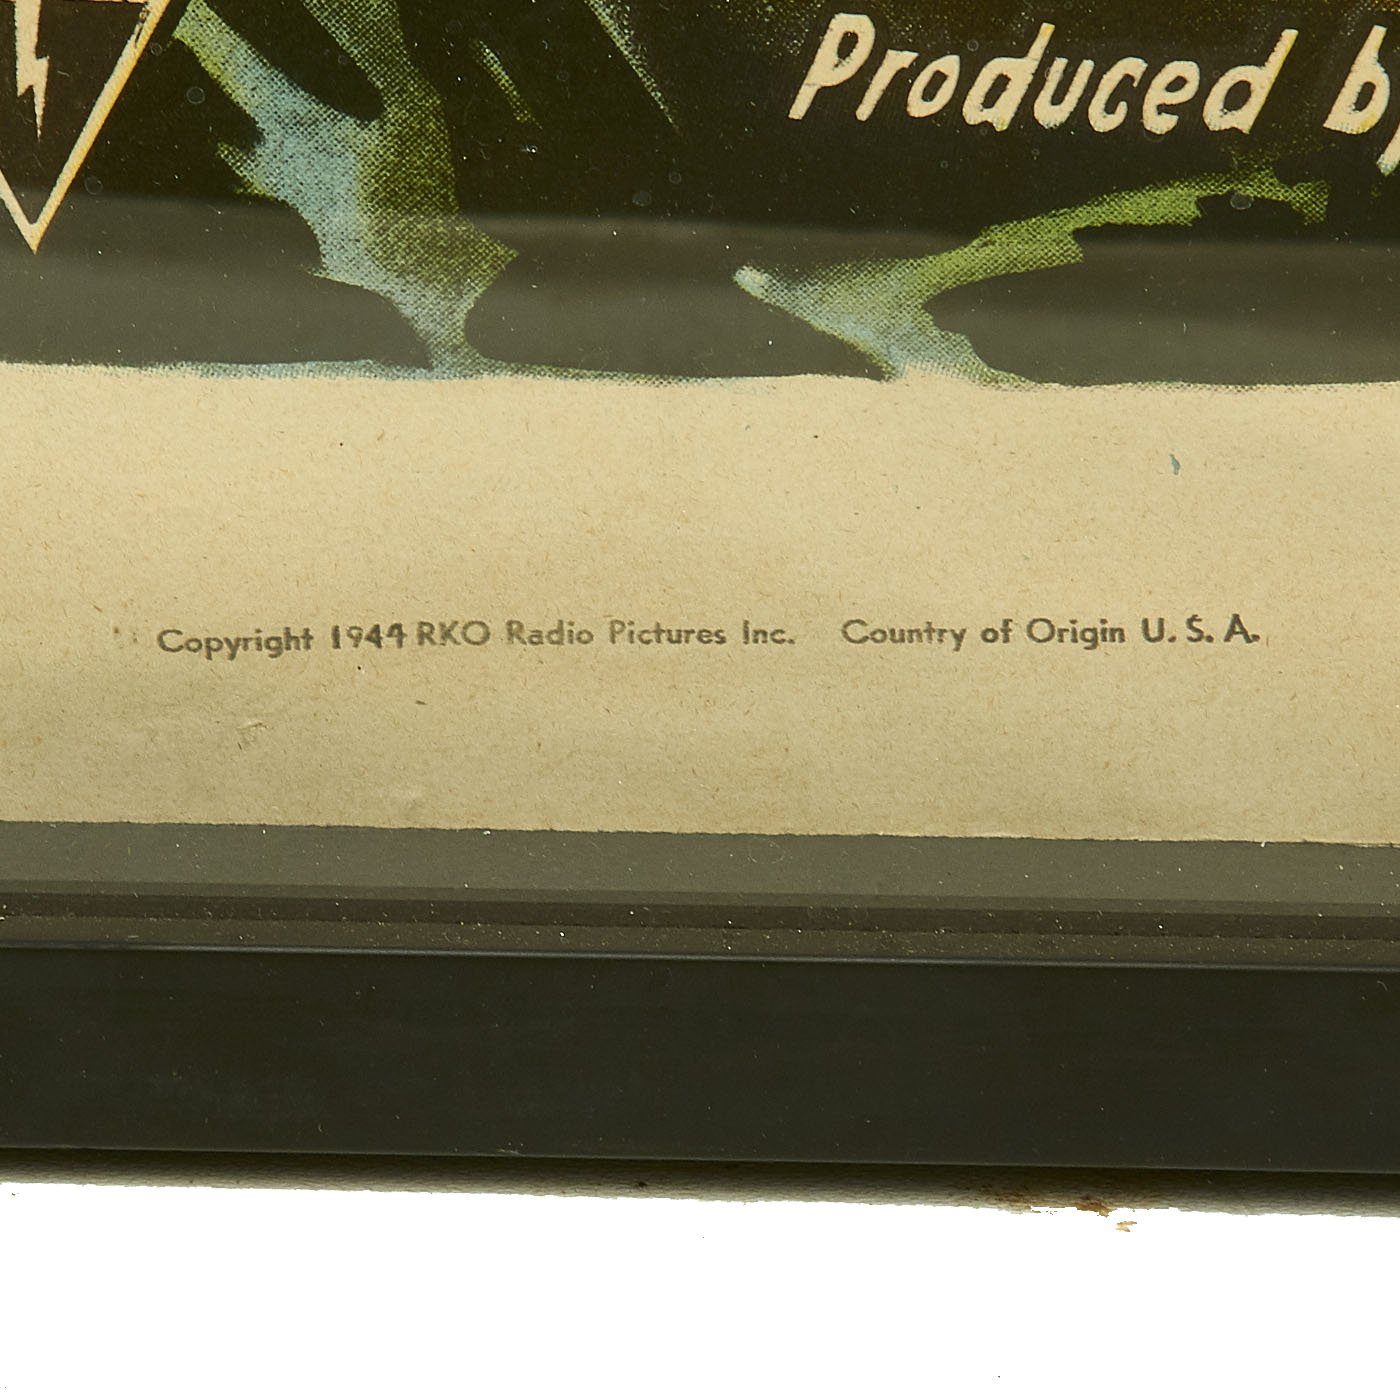 Produced by
Copyright 1944 RKO Radio Pictures Inc. Country of Origin U. S. A.